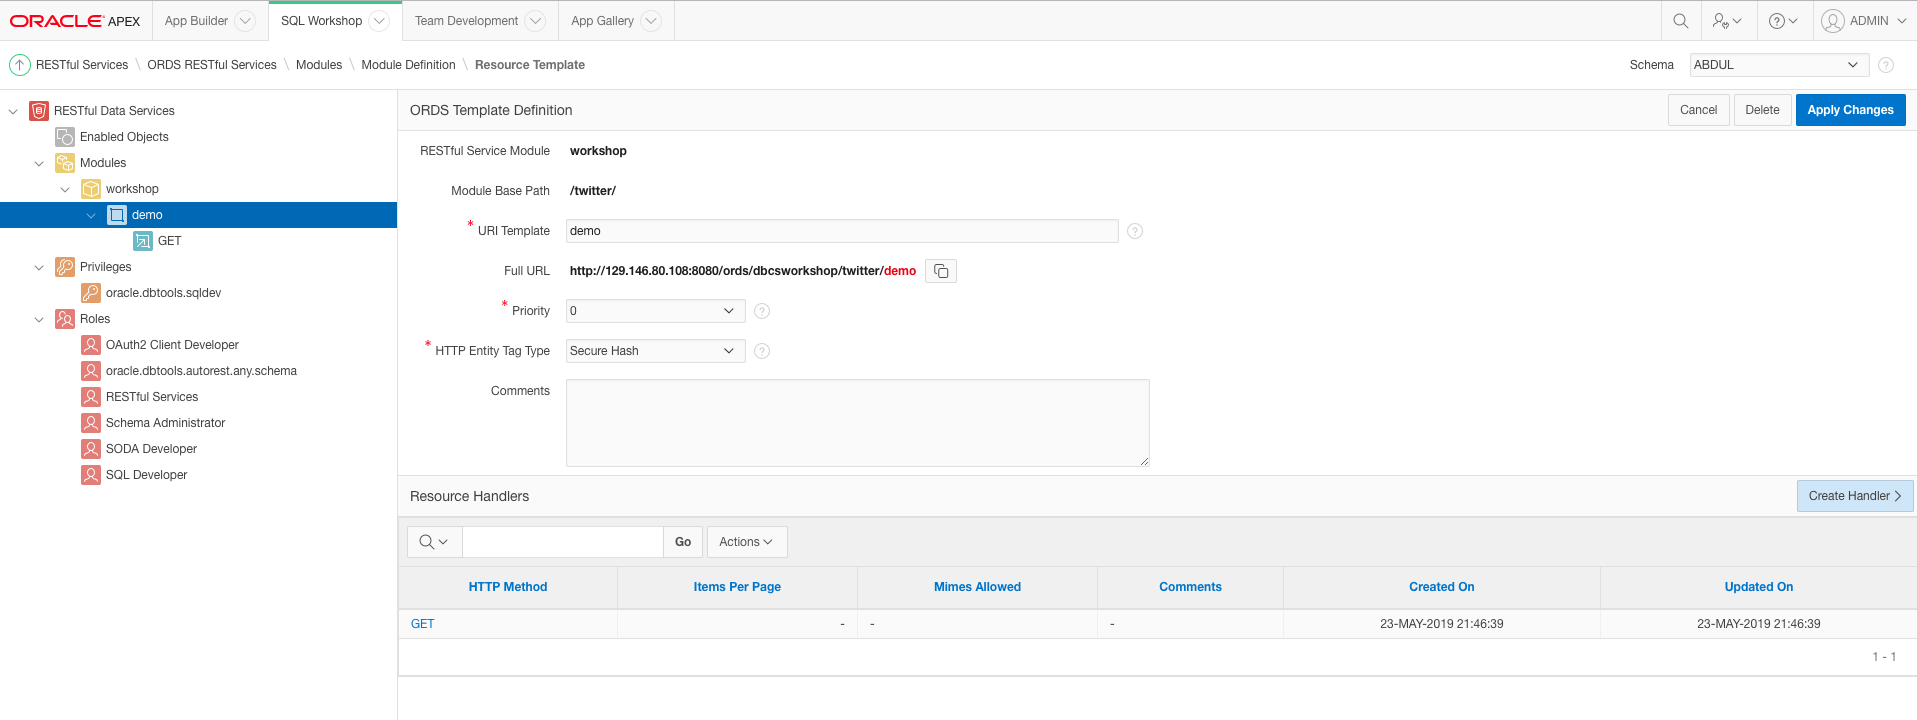 ORACLE APEX App Builder SQL Workshop Team Development App Gallery ADMIN
RESTful Services \ ORDS RESTful Services \ Modules \ Module Definition \ Resource Template Schema ABDUL
RESTful Data Services
Enabled Objects
Modules
workshop
demo
GET
Privileges
oracle.dbtools.sqldev
Roles
OAuth2 Client Developer
oracle.dbtools.autorest.any.schema
RESTful Services
Schema Administrator
SODA Developer
SQL Developer
ORDS Template Definition Cancel Delete Apply Changes
RESTful Service Module workshop
Module Base Path /twitter/
* URI Template demo ?
Full URL http://129.146.80.108:8080/ords/dbcsworkshop/twitter/demo
* Priority 0 ?
* HTTP Entity Tag Type Secure Hash ?
Comments
Resource Handlers Create Handler >
Go Actions
HTTP Method Items Per Page Mimes Allowed Comments Created On Updated On
GET - - - 23-MAY-2019 21:46:39 23-MAY-2019 21:46:39
1 - 1